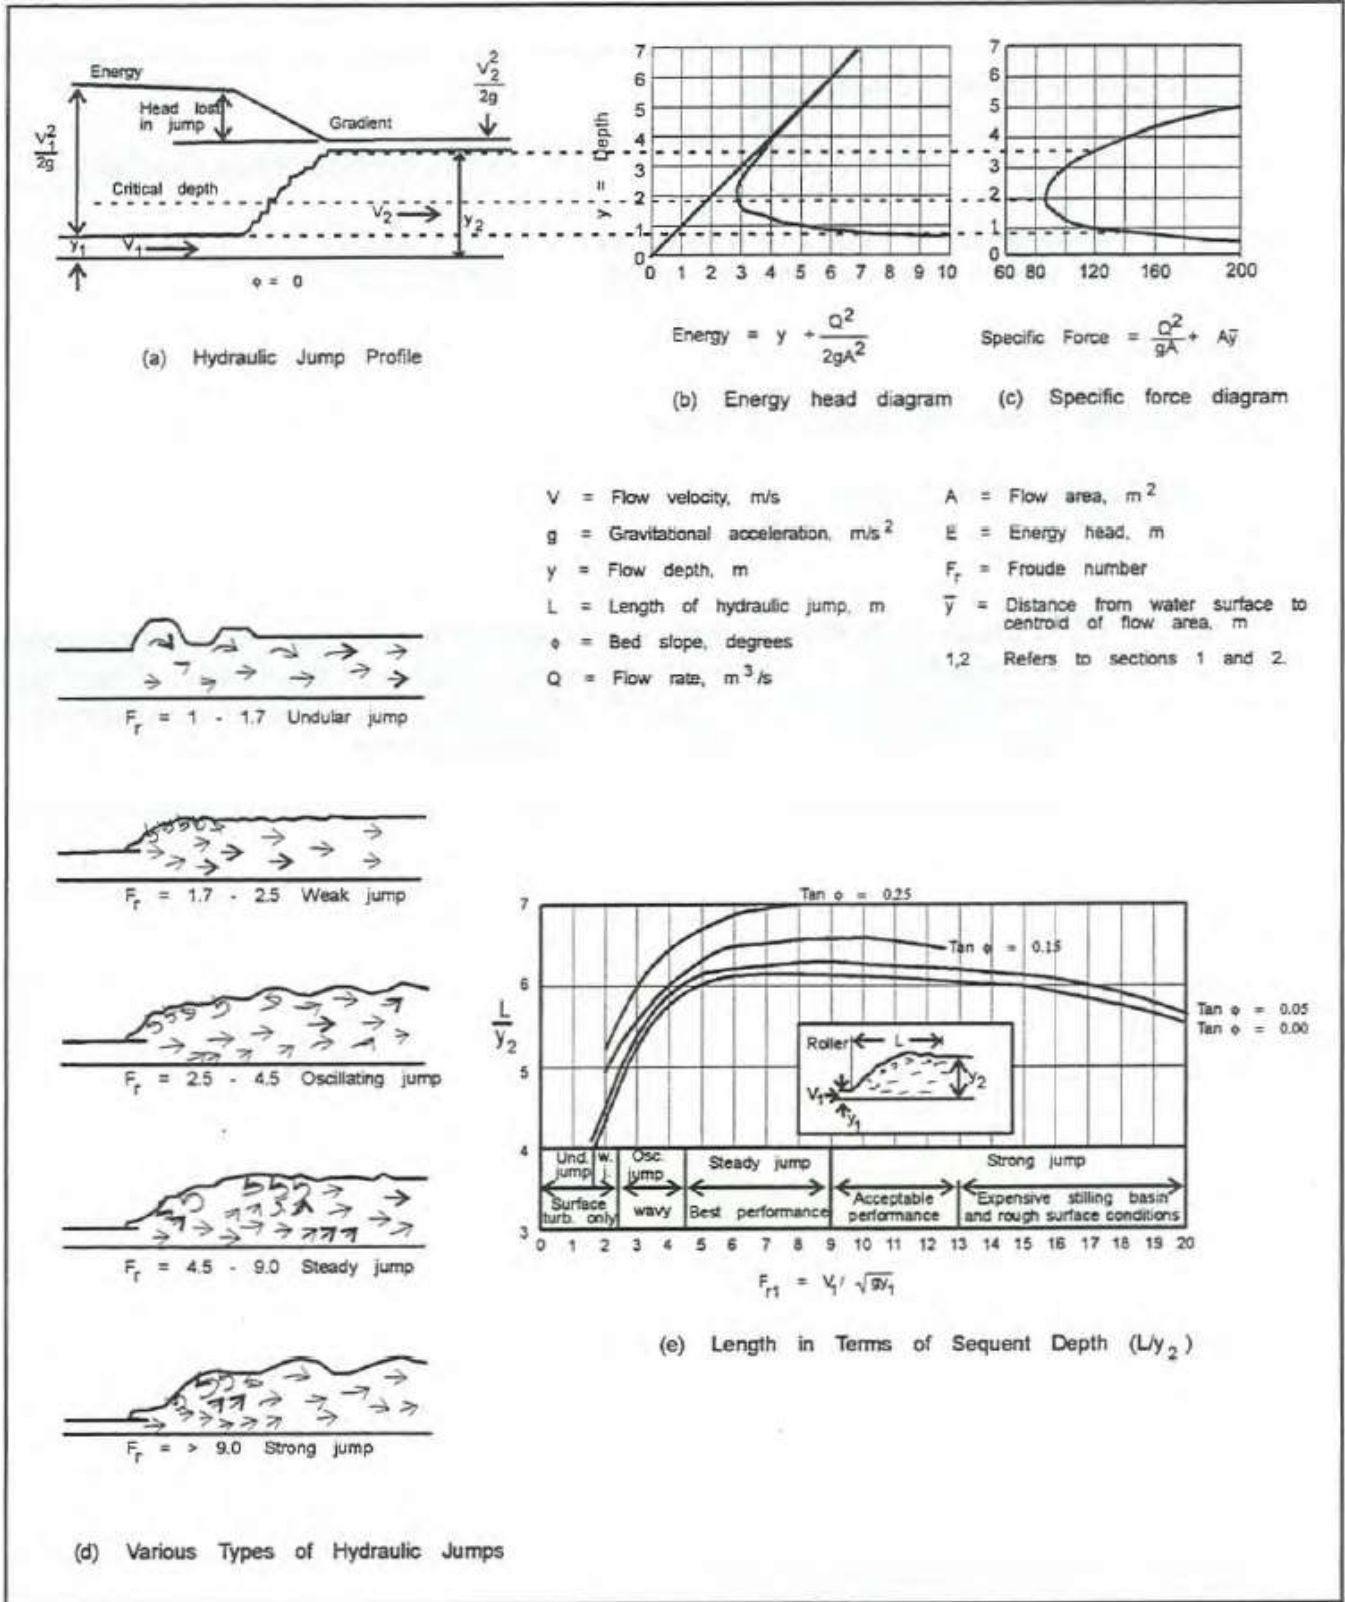 Energy
Head lost
in jump
Gradient
V₂²
2g
2g
Critical depth
V₂
y₂
y₁
V₁
ϕ = 0
(a) Hydraulic Jump Profile
y = Depth
7
6
5
4
3
2
1
0
0 1 2 3 4 5 6 7 8 9 10
Energy = y + Q²
2gA²
(b) Energy head diagram
7
6
5
4
3
2
1
0
60 80 120 160 200
Specific Force = Q² + Aȳ
gA
(c) Specific force diagram
V = Flow velocity, m/s
g = Gravitational acceleration, m/s²
y = Flow depth, m
L = Length of hydraulic jump, m
ϕ = Bed slope, degrees
Q = Flow rate, m³/s
A = Flow area, m²
E = Energy head, m
Fᵣ = Froude number
ȳ = Distance from water surface to
centroid of flow area, m
1,2 Refers to sections 1 and 2.
Fᵣ = 1 - 1.7 Undular jump
Fᵣ = 1.7 - 2.5 Weak jump
Fᵣ = 2.5 - 4.5 Oscillating jump
Fᵣ = 4.5 - 9.0 Steady jump
Fᵣ = > 9.0 Strong jump
(d) Various Types of Hydraulic Jumps
L
y₂
7
6
5
4
3
Tan ϕ = 0.25
Tan ϕ = 0.15
Tan ϕ = 0.05
Tan ϕ = 0.00
Roller L
V₁
y₁
y₂
Und.
jump
w.
j.
Osc.
jump
Steady jump
Strong jump
Surface
turb. only
wavy
Best performance
Acceptable
performance
Expensive stilling basin
and rough surface conditions
0 1 2 3 4 5 6 7 8 9 10 11 12 13 14 15 16 17 18 19 20
Fᵣ₁ = V₁/ √gy₁
(e) Length in Terms of Sequent Depth (L/y₂)